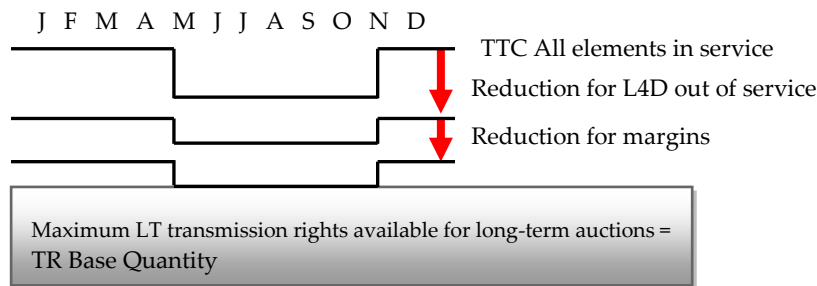 J F M A M J J A S O N D
TTC All elements in service
Reduction for L4D out of service
Reduction for margins
Maximum LT transmission rights available for long-term auctions =
TR Base Quantity